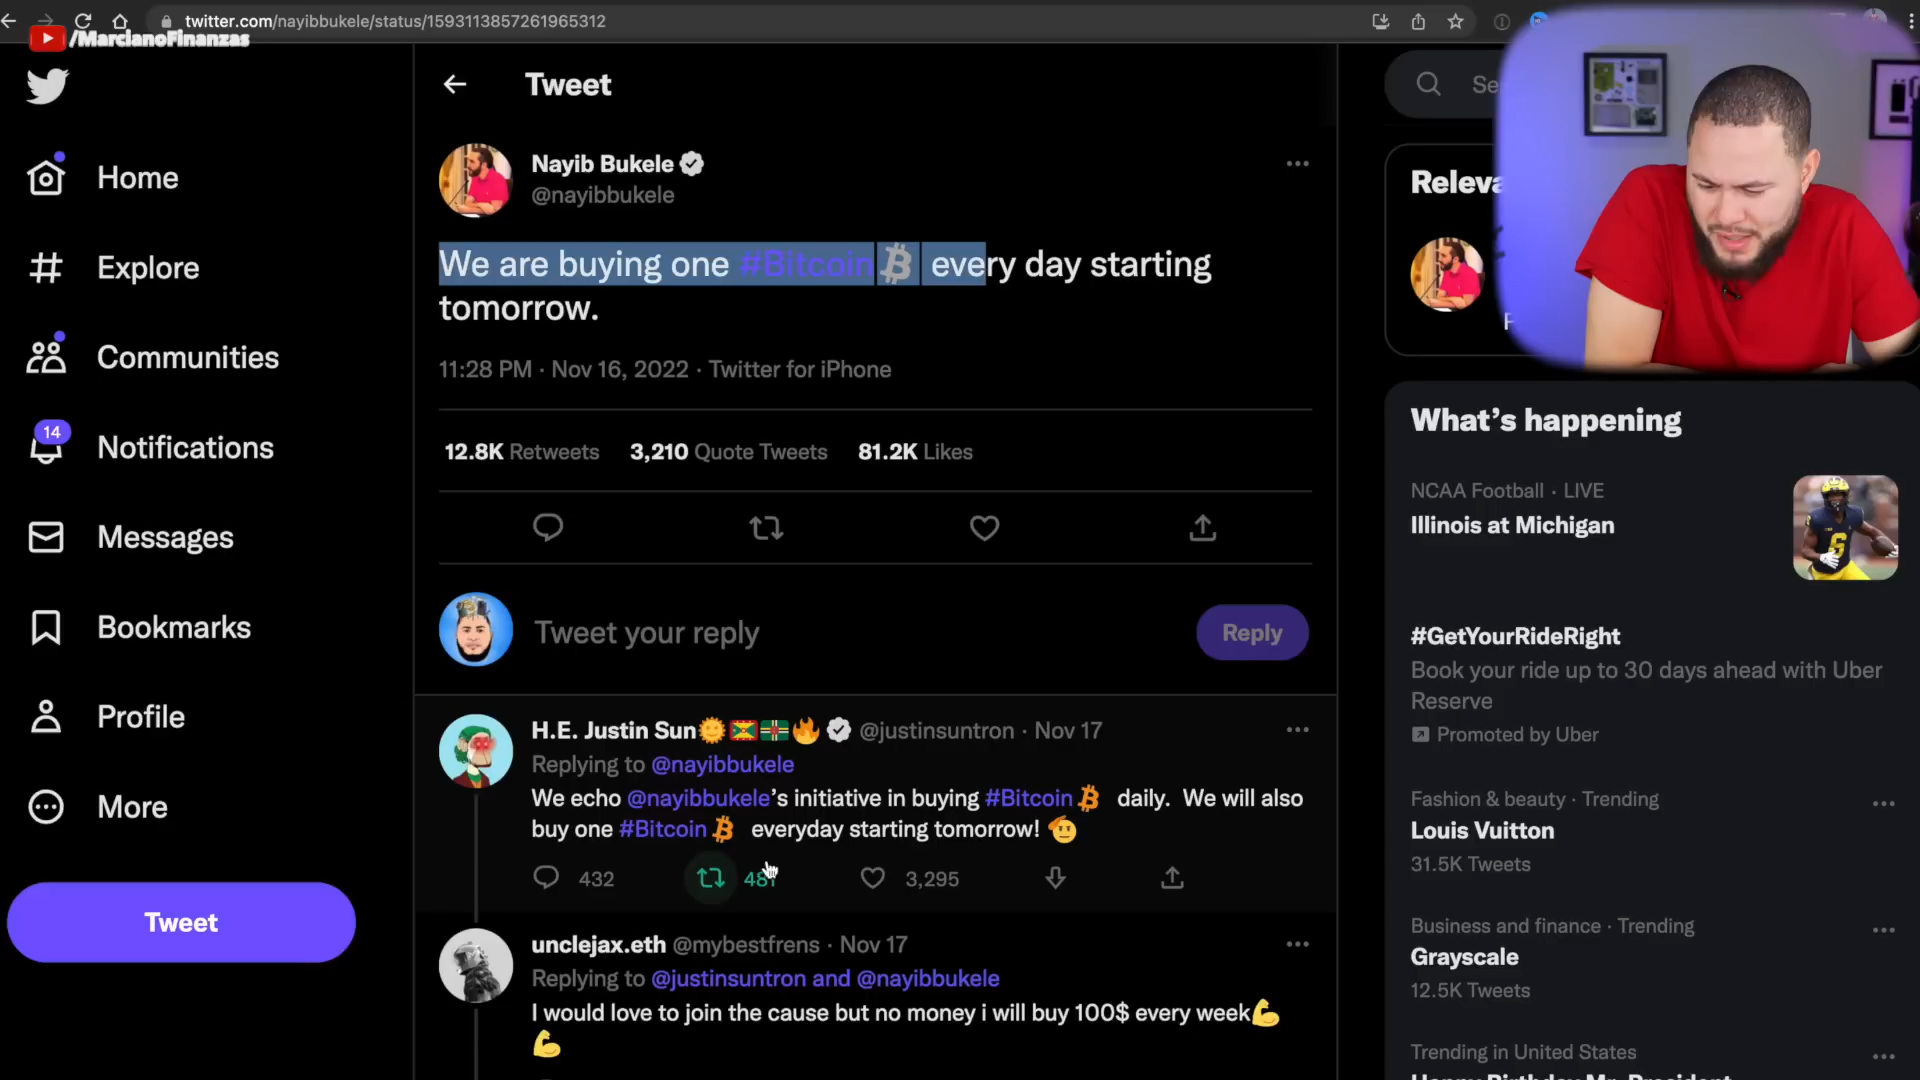 twitter.com/nayibbukele/status/1593113857261965312
/MarcianoFinanzas
Home
Explore
Communities
14
Notifications
Messages
Bookmarks
Profile
More
Tweet
Tweet
Nayib Bukele
@nayibbukele
We are buying one #Bitcoin every day starting
tomorrow.
11:28 PM · Nov 16, 2022 · Twitter for iPhone
12.8K Retweets 3,210 Quote Tweets 81.2K Likes
Tweet your reply
Reply
H.E. Justin Sun🌞🇬🇩🇩🇲🔥 @justinsuntron · Nov 17
Replying to @nayibbukele
We echo @nayibbukele's initiative in buying #Bitcoin daily. We will also
buy one #Bitcoin everyday starting tomorrow! 🫡
432 3,295
unclejax.eth @mybestfrens · Nov 17
Replying to @justinsuntron and @nayibbukele
I would love to join the cause but no money i will buy 100$ every week💪
💪
What's happening
NCAA Football · LIVE
Illinois at Michigan
#GetYourRideRight
Book your ride up to 30 days ahead with Uber
Reserve
Promoted by Uber
Fashion & beauty · Trending
Louis Vuitton
31.5K Tweets
Business and finance · Trending
Grayscale
12.5K Tweets
Trending in United States